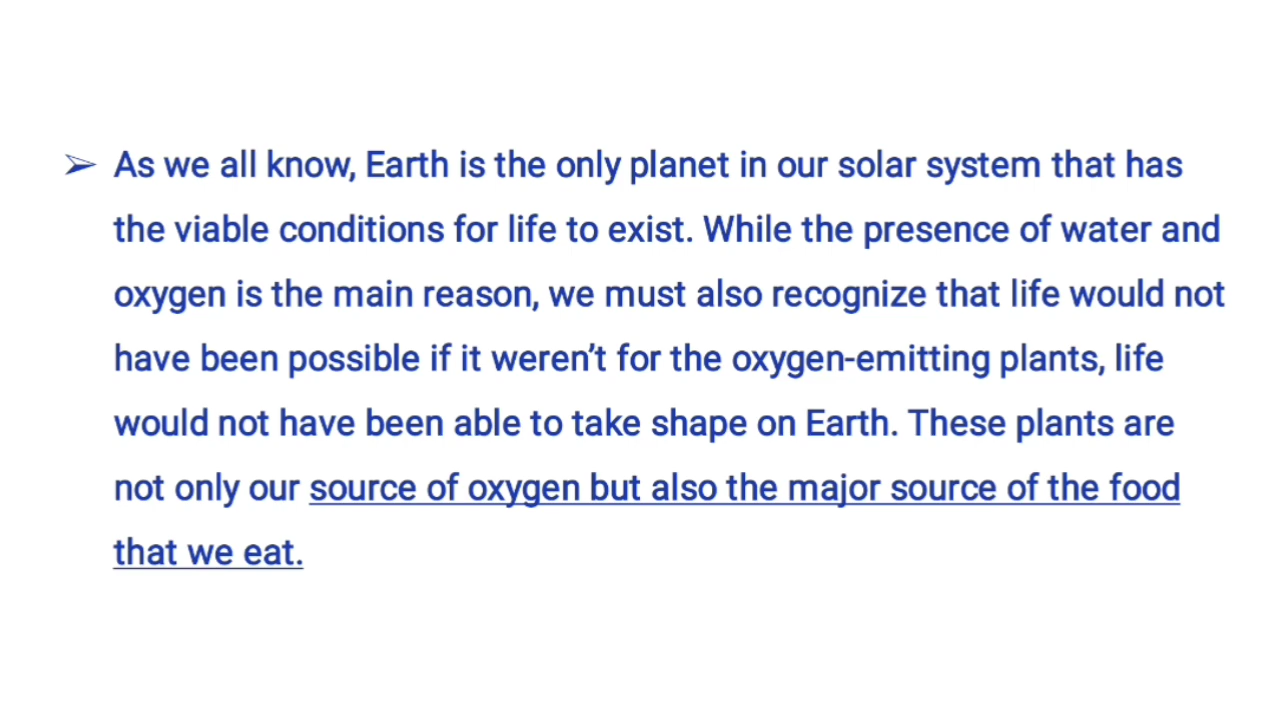 ➢ As we all know, Earth is the only planet in our solar system that has
the viable conditions for life to exist. While the presence of water and
oxygen is the main reason, we must also recognize that life would not
have been possible if it weren’t for the oxygen-emitting plants, life
would not have been able to take shape on Earth. These plants are
not only our source of oxygen but also the major source of the food
that we eat.